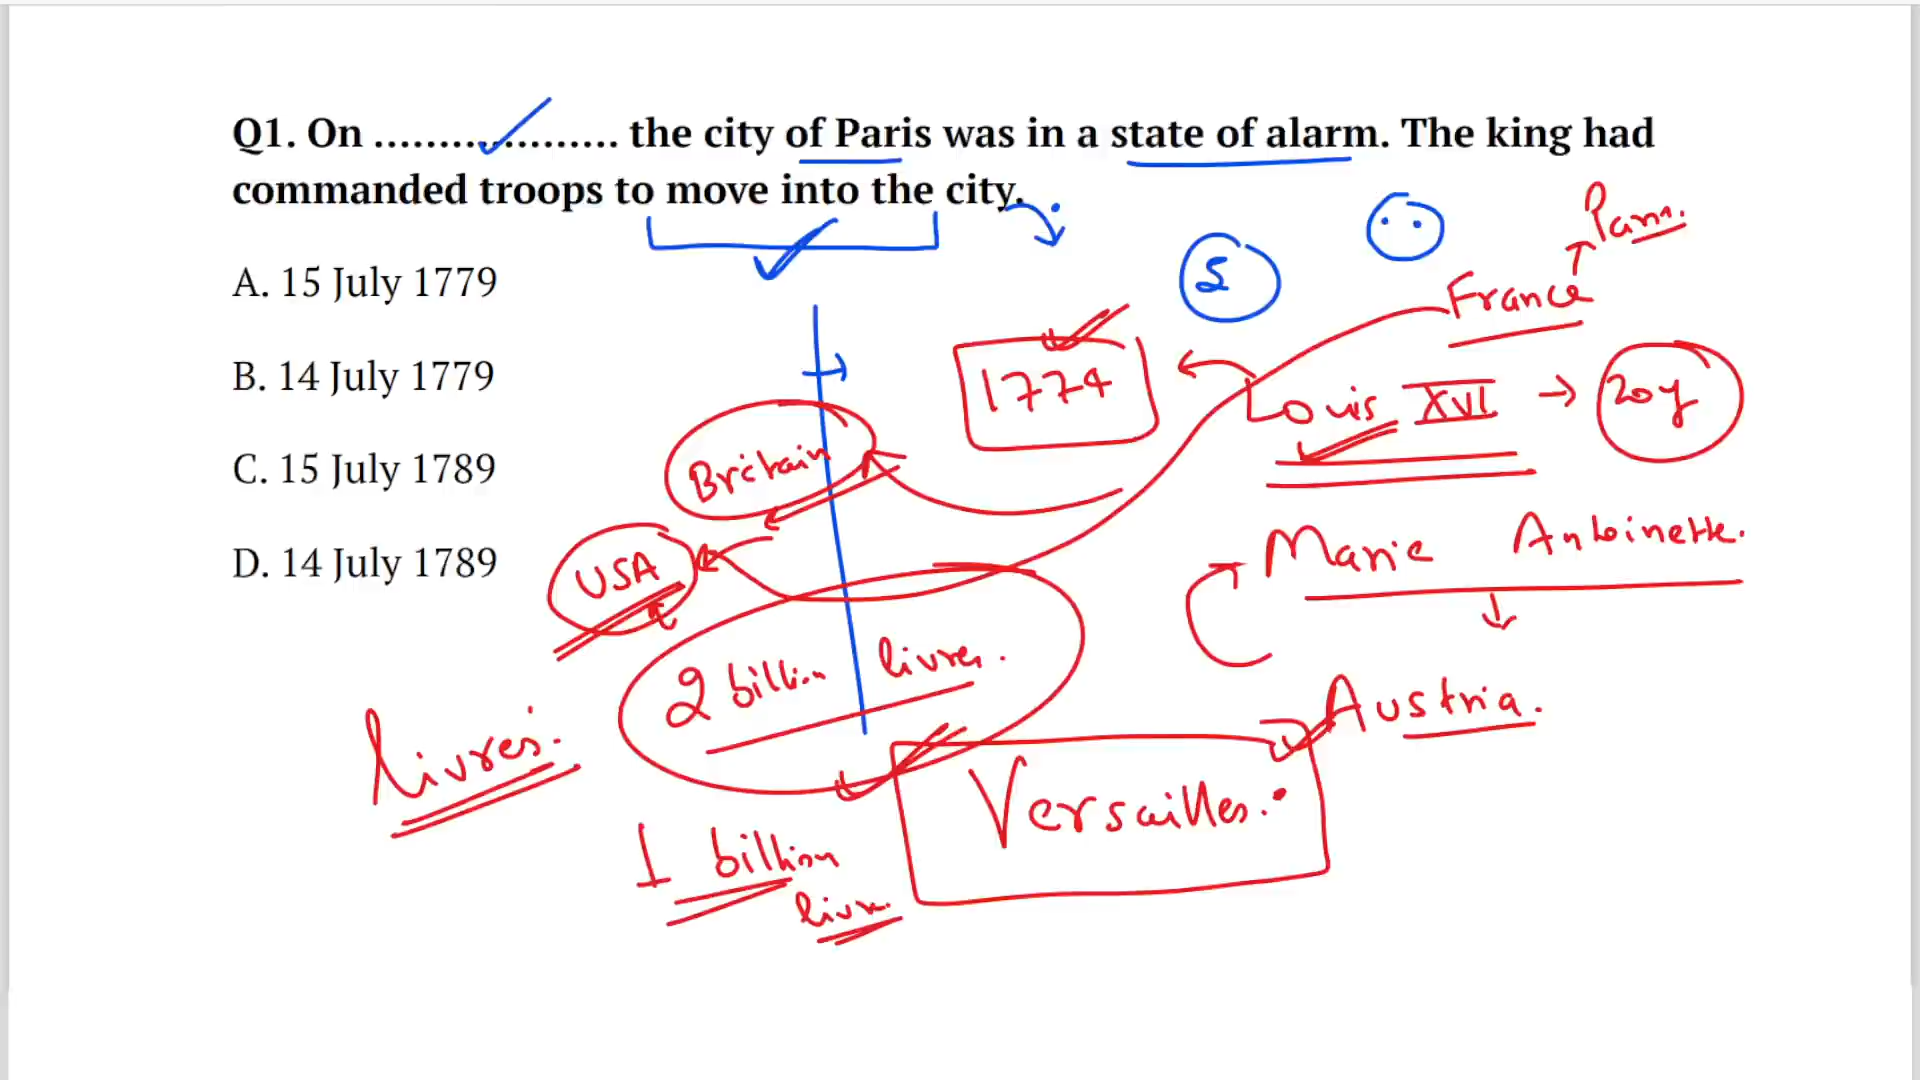 Q1. On ................... the city of Paris was in a state of alarm. The king had
commanded troops to move into the city.
A. 15 July 1779
B. 14 July 1779
C. 15 July 1789
D. 14 July 1789
Paris.
France
1774
Louis XVI → 20y
Britain
USA
Marie Antoinette.
2 billion livres.
Austria.
livres.
Versailles.
1 billion
livre.